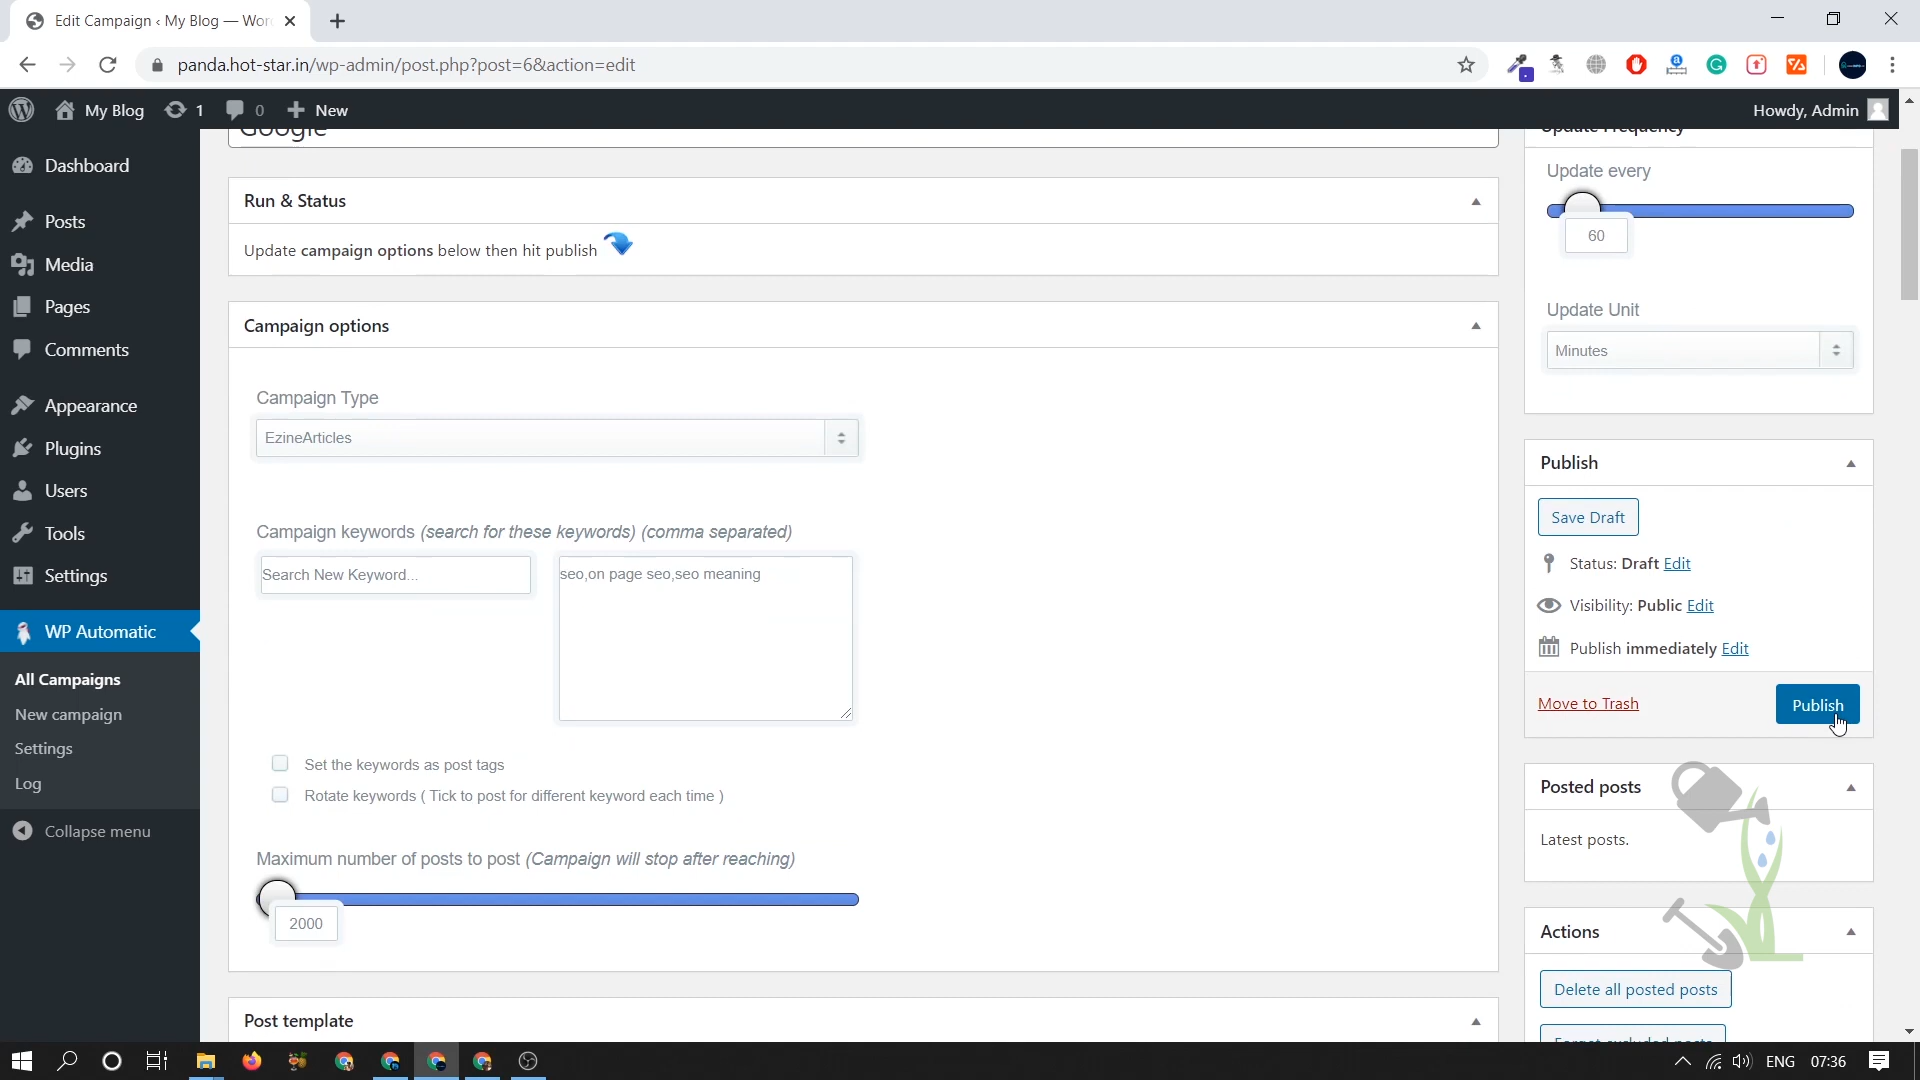 Edit Campaign ‹ My Blog — Wor
panda.hot-star.in/wp-admin/post.php?post=6&action=edit
My Blog
1
0
New
Howdy, Admin
Dashboard
Posts
Media
Pages
Comments
Appearance
Plugins
Users
Tools
Settings
WP Automatic
All Campaigns
New campaign
Settings
Log
Collapse menu
Google
Run & Status
Update campaign options below then hit publish
Campaign options
Campaign Type
EzineArticles
Campaign keywords (search for these keywords) (comma separated)
Search New Keyword...
seo,on page seo,seo meaning
Set the keywords as post tags
Rotate keywords ( Tick to post for different keyword each time )
Maximum number of posts to post (Campaign will stop after reaching)
2000
Post template
Update Frequency
Update every
60
Update Unit
Minutes
Publish
Save Draft
Status: Draft Edit
Visibility: Public Edit
Publish immediately Edit
Move to Trash
Publish
Posted posts
Latest posts.
Actions
Delete all posted posts
Forget excluded posts
ENG
07:36